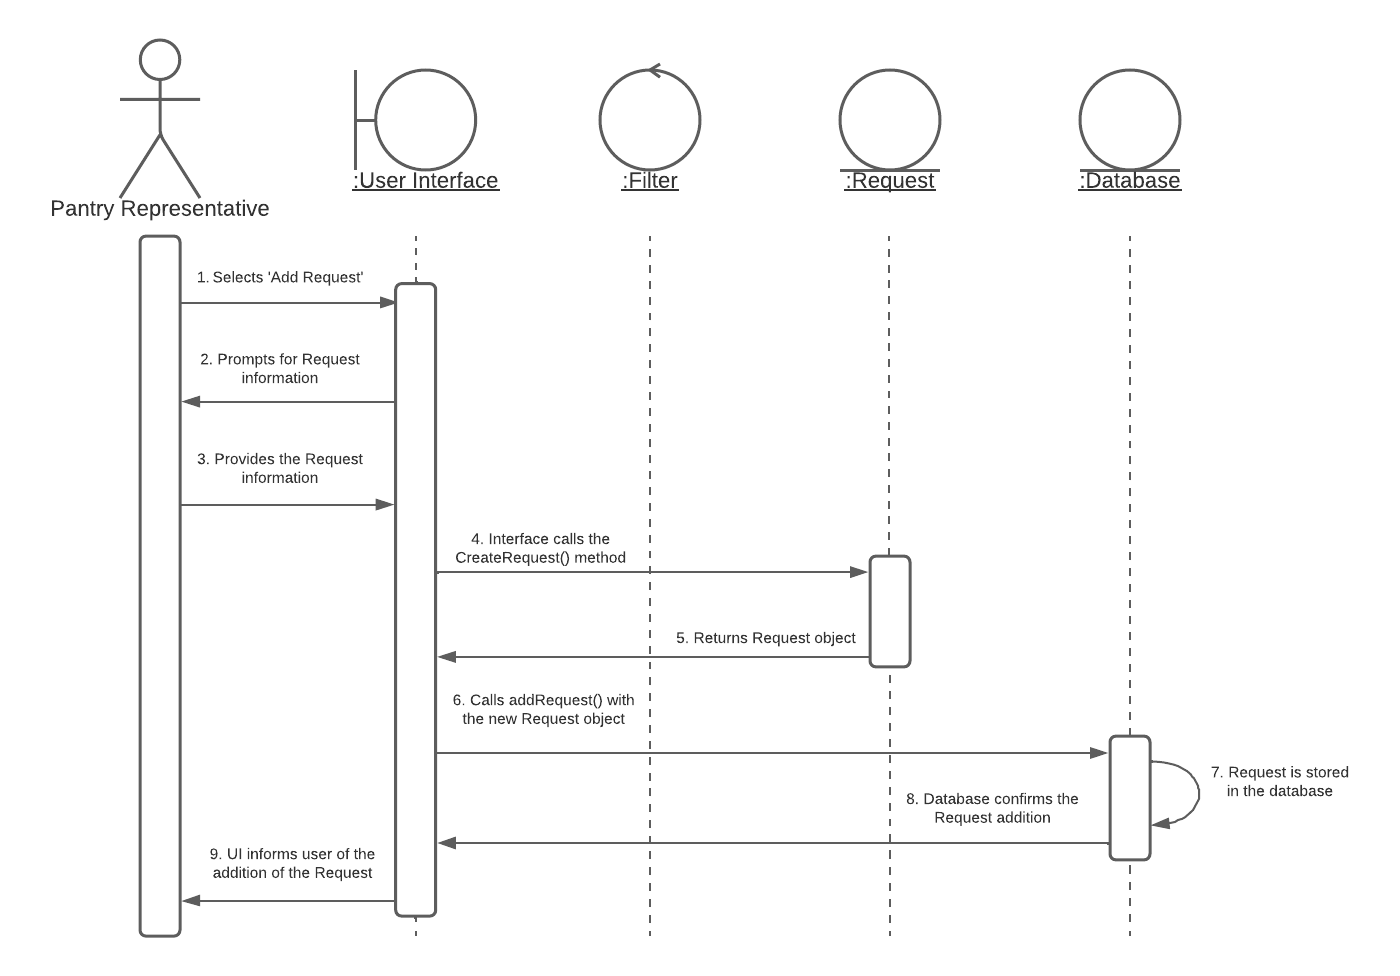 Pantry Representative
:User Interface
:Filter
:Request
:Database
1. Selects 'Add Request'
2. Prompts for Request
information
3. Provides the Request
information
4. Interface calls the
CreateRequest() method
5. Returns Request object
6. Calls addRequest() with
the new Request object
7. Request is stored
in the database
8. Database confirms the
Request addition
9. UI informs user of the
addition of the Request